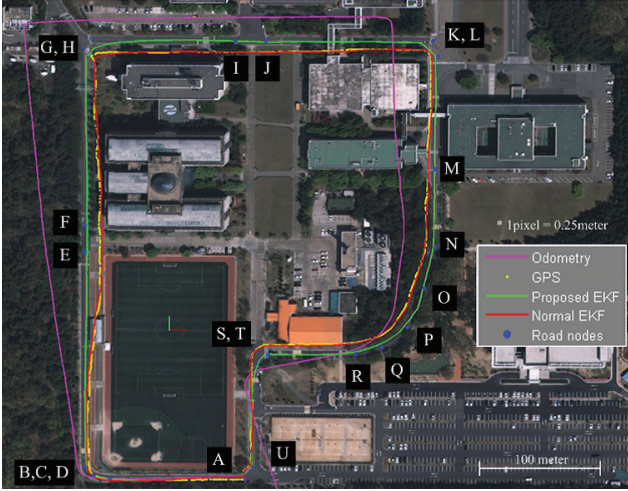 G, H
K, L
I
J
M
F
* 1pixel = 0.25meter
N
E
Odometry
GPS
Proposed EKF
Normal EKF
Road nodes
O
S, T
P
Q
R
A
U
B,C, D
100 meter